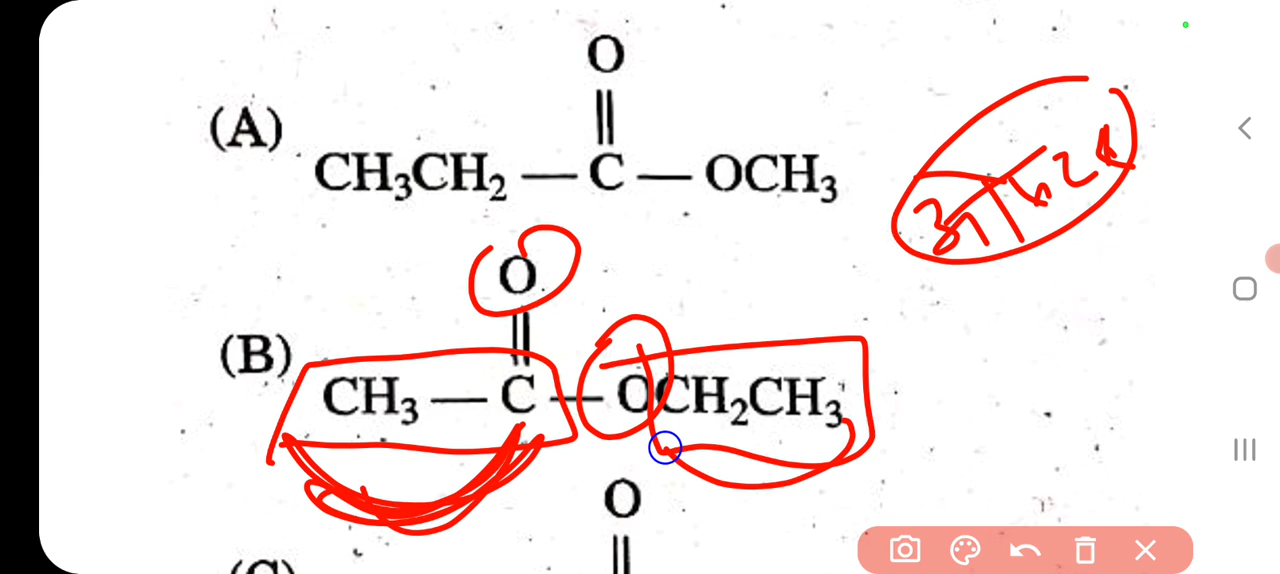 O
||
(A) CH₃CH₂ — C — OCH₃
O
||
(B) CH₃ — C — OCH₂CH₃
O
||